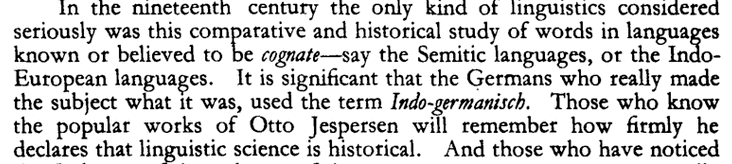 In the nineteenth century the only kind of linguistics considered
seriously was this comparative and historical study of words in languages
known or believed to be cognate—say the Semitic languages, or the Indo-
European languages. It is significant that the Germans who really made
the subject what it was, used the term Indo-germanisch. Those who know
the popular works of Otto Jespersen will remember how firmly he
declares that linguistic science is historical. And those who have noticed